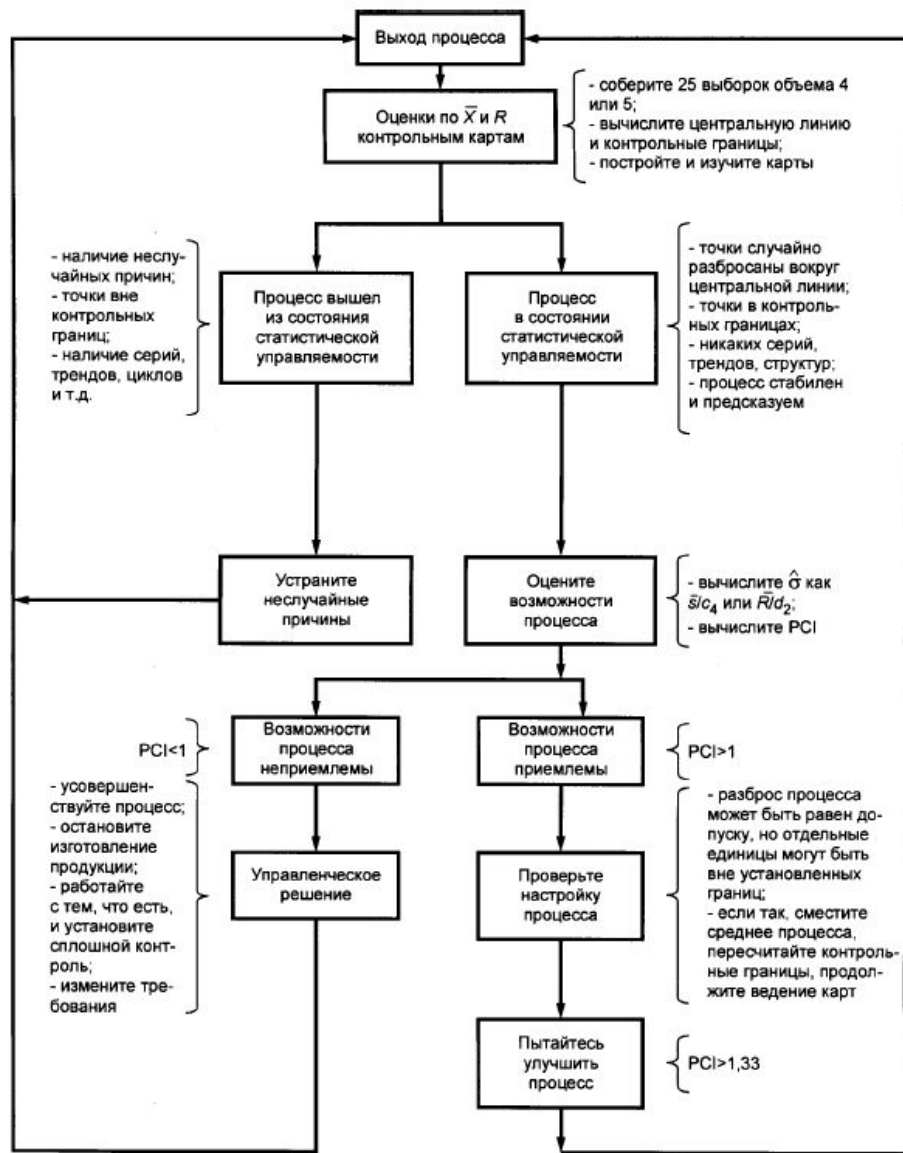 Выход процесса
Оценки по X̅ и R
контрольным картам
- соберите 25 выборок объема 4
или 5;
- вычислите центральную линию
и контрольные границы;
- постройте и изучите карты
- наличие неслу-
чайных причин;
- точки вне
контрольных
границ;
- наличие серий,
трендов, циклов
и т.д.
Процесс вышел
из состояния
статистической
управляемости
Процесс
в состоянии
статистической
управляемости
- точки случайно
разбросаны вокруг
центральной линии;
- точки в контроль-
ных границах;
- никаких серий,
трендов, структур;
- процесс стабилен
и предсказуем
Устраните
неслучайные
причины
Оцените
возможности
процесса
- вычислите σ̂ как
s̅/c₄ или R̅/d₂;
- вычислите PCI
PCI<1
Возможности
процесса
неприемлемы
Возможности
процесса
приемлемы
PCI>1
- усовершен-
ствуйте процесс;
- остановите
изготовление
продукции;
- работайте
с тем, что есть,
и установите
сплошной конт-
роль;
- измените тре-
бования
Управленческое
решение
Проверьте
настройку
процесса
- разброс процесса
может быть равен до-
пуску, но отдельные
единицы могут быть
вне установленных
границ;
- если так, сместите
среднее процесса,
пересчитайте контроль-
ные границы, продол-
жите ведение карт
Пытайтесь
улучшить
процесс
PCI>1,33